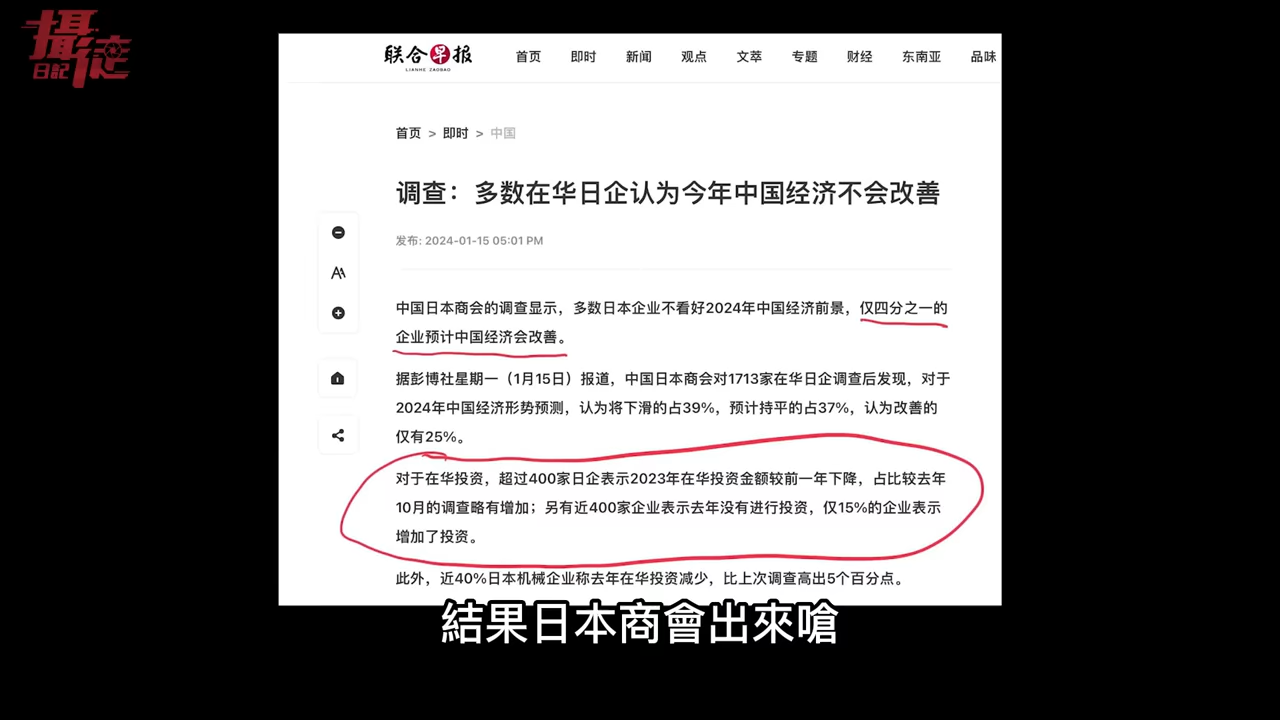 攝徒
日記
联合早报 首页 即时 新闻 观点 文萃 专题 财经 东南亚 品味
LIANHE ZAOBAO
首页 > 即时 > 中国
调查：多数在华日企认为今年中国经济不会改善
发布: 2024-01-15 05:01 PM
中国日本商会的调查显示，多数日本企业不看好2024年中国经济前景，仅四分之一的
企业预计中国经济会改善。
据彭博社星期一（1月15日）报道，中国日本商会对1713家在华日企调查后发现，对于
2024年中国经济形势预测，认为将下滑的占39%，预计持平的占37%，认为改善的
仅有25%。
对于在华投资，超过400家日企表示2023年在华投资金额较前一年下降，占比较去年
10月的调查略有增加；另有近400家企业表示去年没有进行投资，仅15%的企业表示
增加了投资。
此外，近40%日本机械企业称去年在华投资减少，比上次调查高出5个百分点。
結果日本商會出來嗆